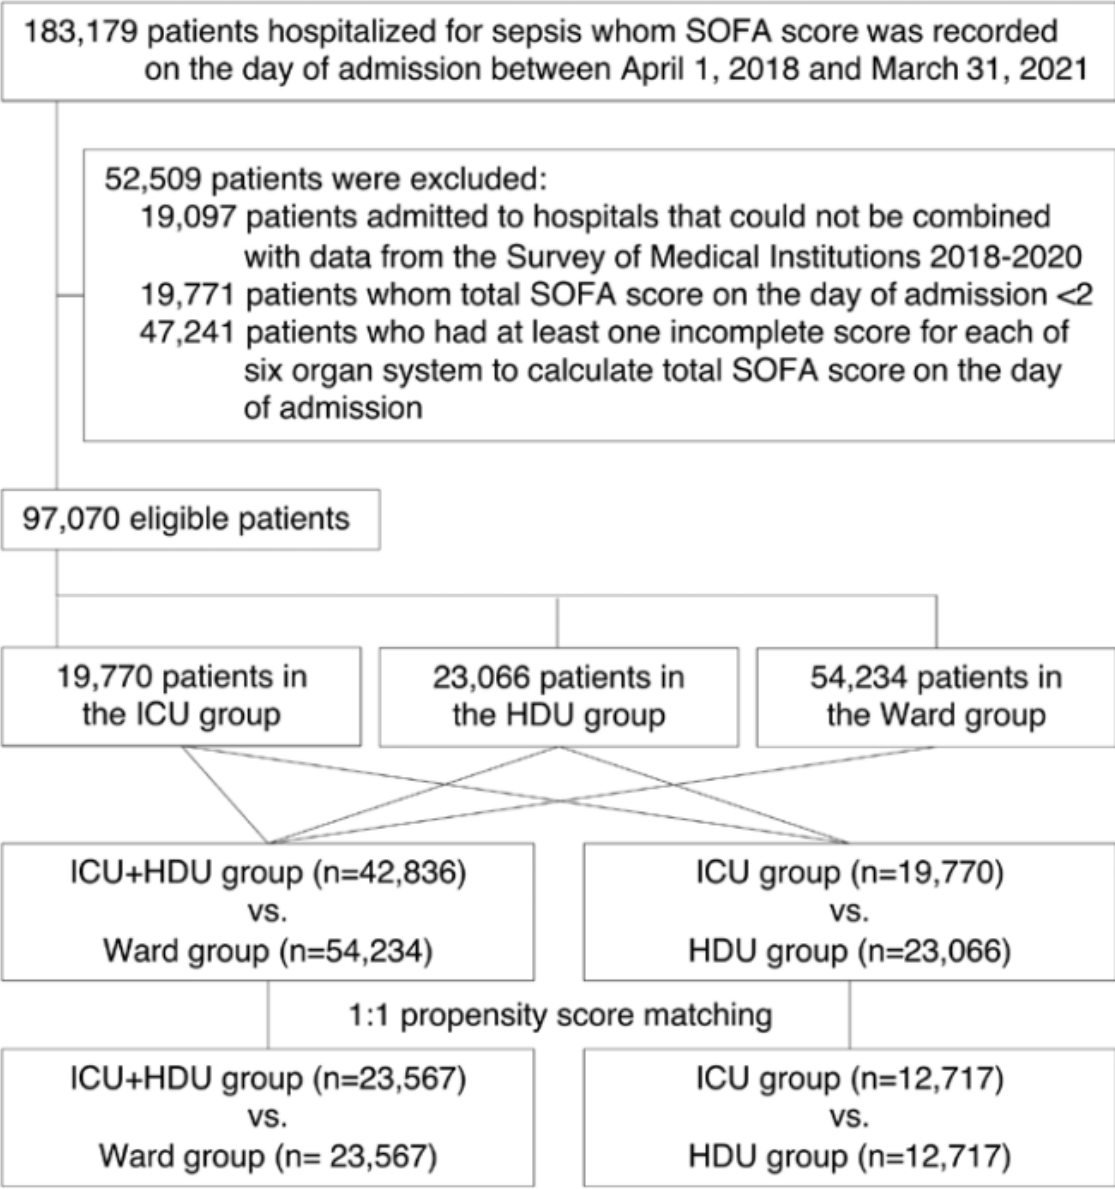 183,179 patients hospitalized for sepsis whom SOFA score was recorded
on the day of admission between April 1, 2018 and March 31, 2021
52,509 patients were excluded:
19,097 patients admitted to hospitals that could not be combined
with data from the Survey of Medical Institutions 2018-2020
19,771 patients whom total SOFA score on the day of admission <2
47,241 patients who had at least one incomplete score for each of
six organ system to calculate total SOFA score on the day
of admission
97,070 eligible patients
19,770 patients in
the ICU group
23,066 patients in
the HDU group
54,234 patients in
the Ward group
ICU+HDU group (n=42,836)
vs.
Ward group (n=54,234)
ICU group (n=19,770)
vs.
HDU group (n=23,066)
1:1 propensity score matching
ICU+HDU group (n=23,567)
vs.
Ward group (n= 23,567)
ICU group (n=12,717)
vs.
HDU group (n=12,717)